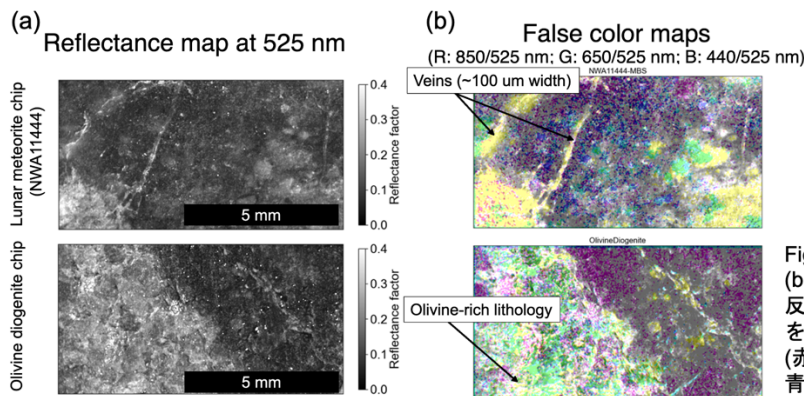 (a)
Reflectance map at 525 nm
Lunar meteorite chip
(NWA11444)
5 mm
0.4
0.3
0.2
0.1
0.0
Reflectance factor
Olivine diogenite chip
5 mm
0.4
0.3
0.2
0.1
0.0
Reflectance factor
(b)
False color maps
(R: 850/525 nm; G: 650/525 nm; B: 440/525 nm)
NWA11444-MBS
Veins (~100 um width)
OlivineDiogenite
Olivine-rich lithology
Fig
(b
反
を
(赤
青